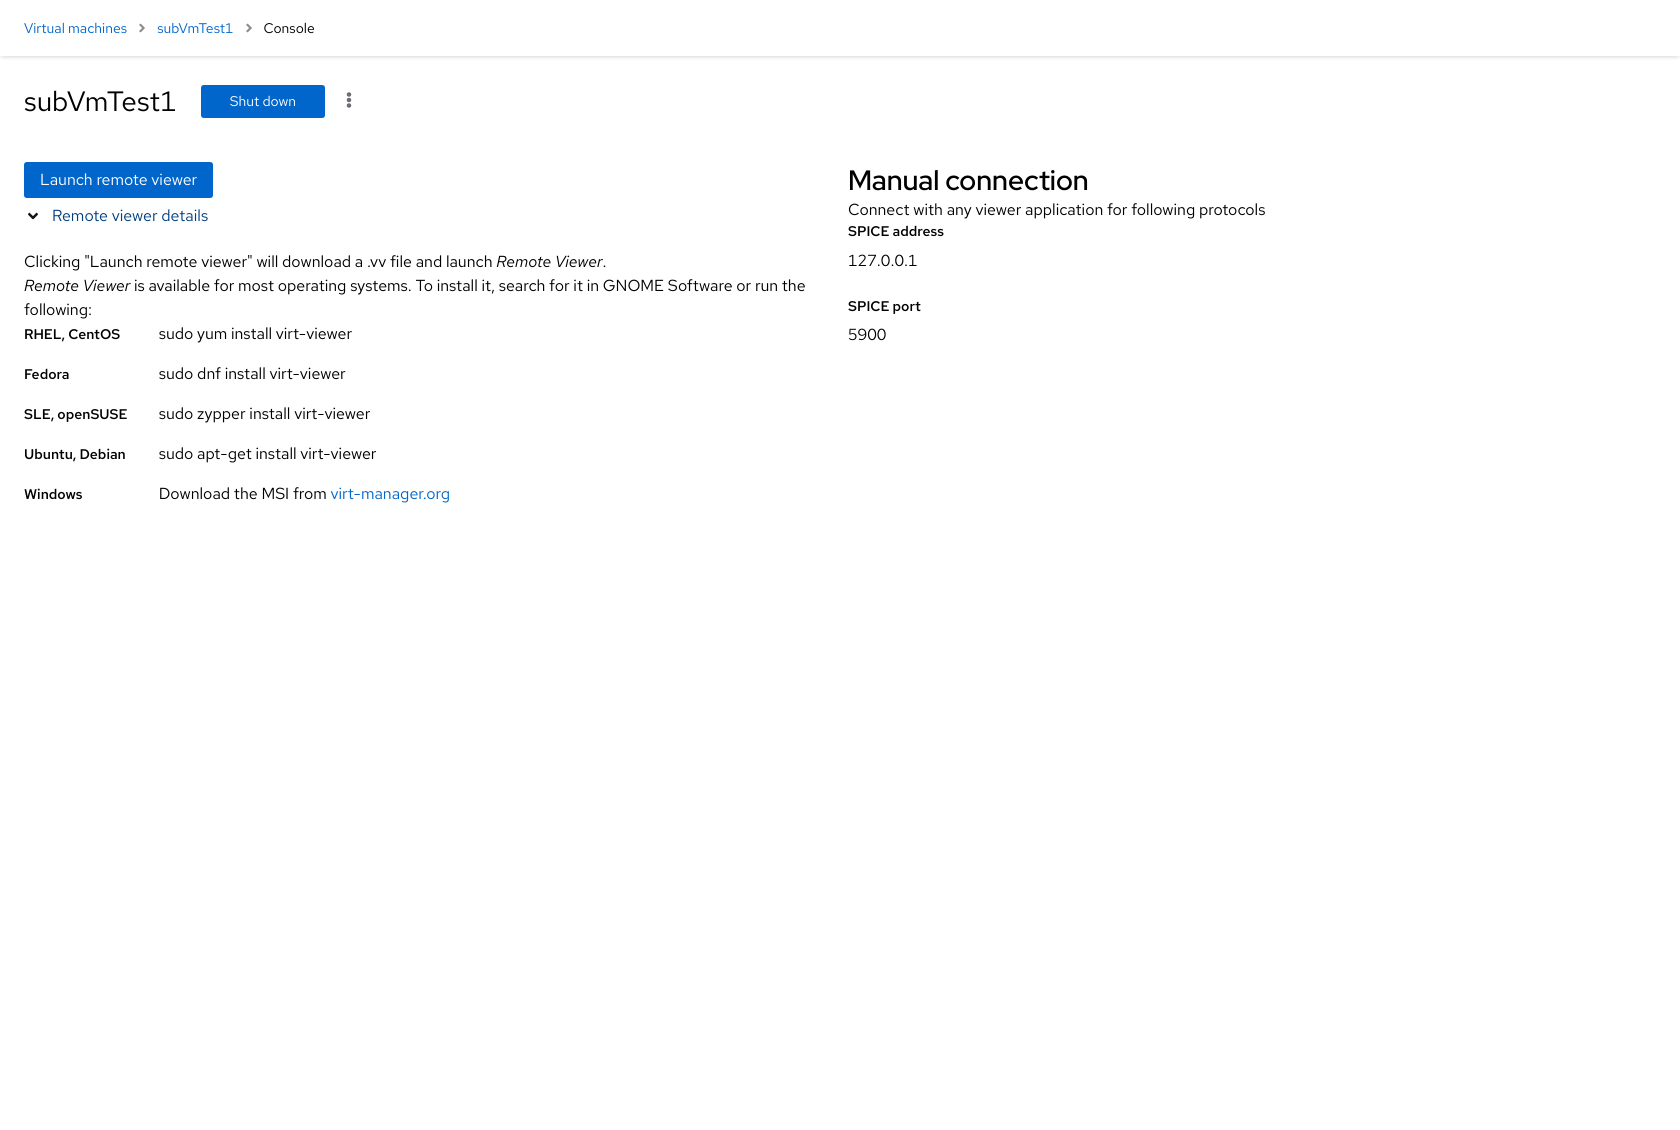 Virtual machines > subVmTest1 > Console
subVmTest1
Shut down
Launch remote viewer
Remote viewer details
Clicking "Launch remote viewer" will download a .vv file and launch Remote Viewer.
Remote Viewer is available for most operating systems. To install it, search for it in GNOME Software or run the
following:
RHEL, CentOS sudo yum install virt-viewer
Fedora sudo dnf install virt-viewer
SLE, openSUSE sudo zypper install virt-viewer
Ubuntu, Debian sudo apt-get install virt-viewer
Windows Download the MSI from virt-manager.org
Manual connection
Connect with any viewer application for following protocols
SPICE address
127.0.0.1
SPICE port
5900